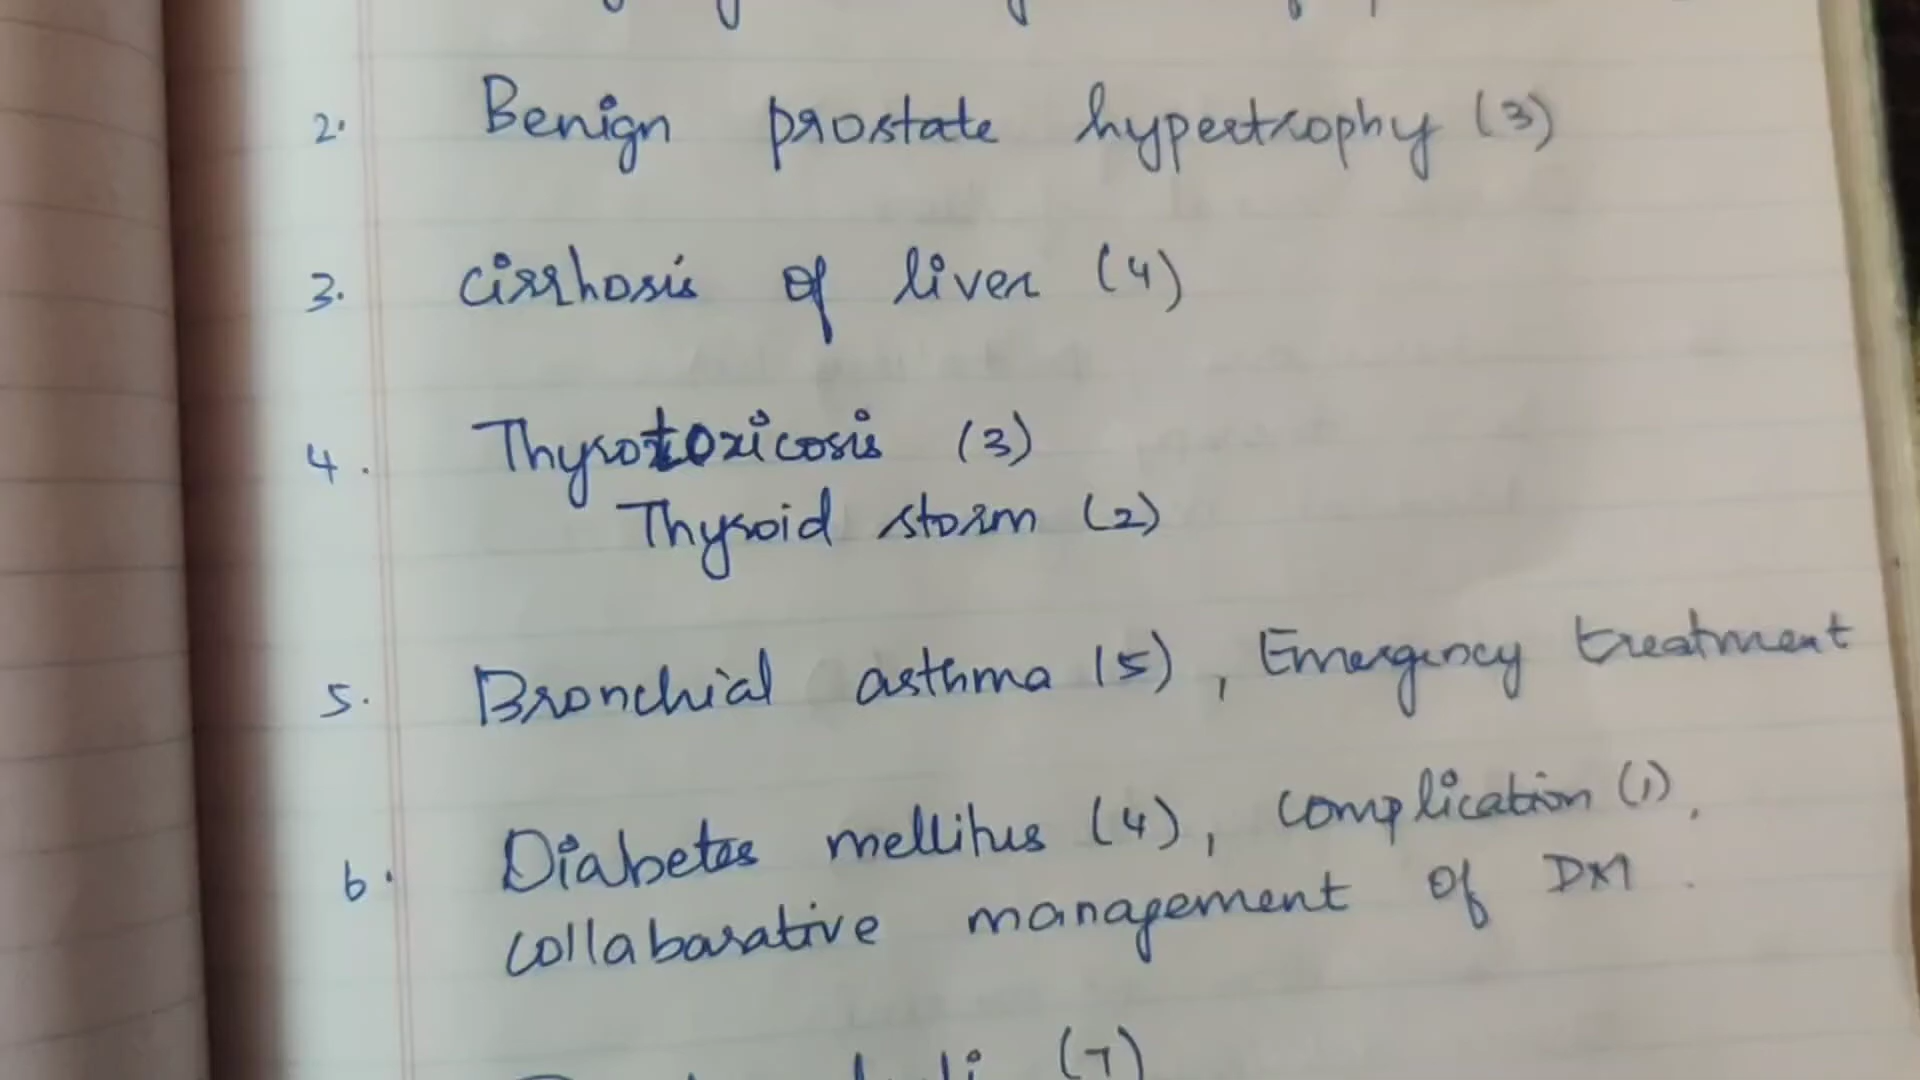 2. Benign prostate hypertrophy (3)
3. cirrhosis of liver (4)
4. Thyrotoxicosis (3)
Thyroid storm (2)
5. Bronchial asthma (5), Emergency treatment
6. Diabetes mellitus (4), complication (1).
collabarative management of DM.
(7)